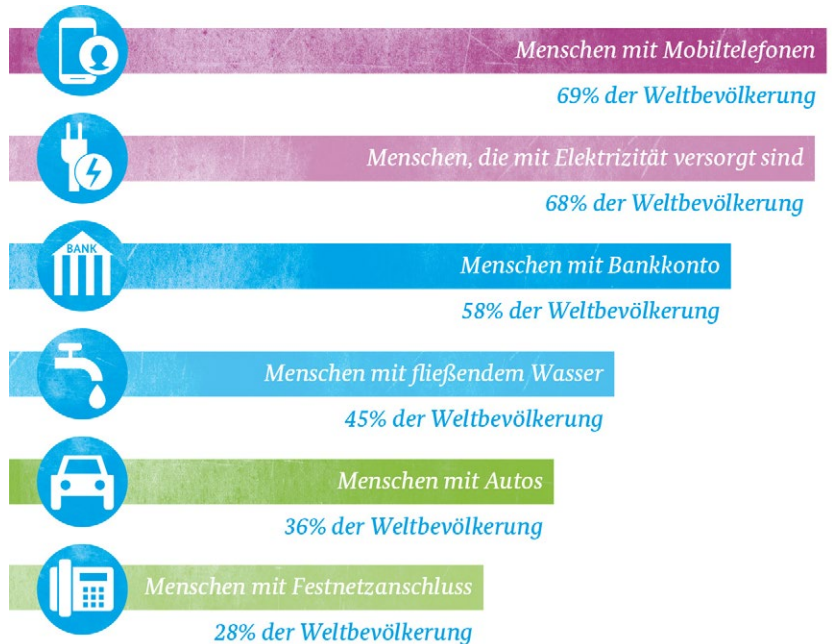 Menschen mit Mobiltelefonen
69% der Weltbevölkerung
Menschen, die mit Elektrizität versorgt sind
68% der Weltbevölkerung
BANK
Menschen mit Bankkonto
58% der Weltbevölkerung
Menschen mit fließendem Wasser
45% der Weltbevölkerung
Menschen mit Autos
36% der Weltbevölkerung
Menschen mit Festnetzanschluss
28% der Weltbevölkerung